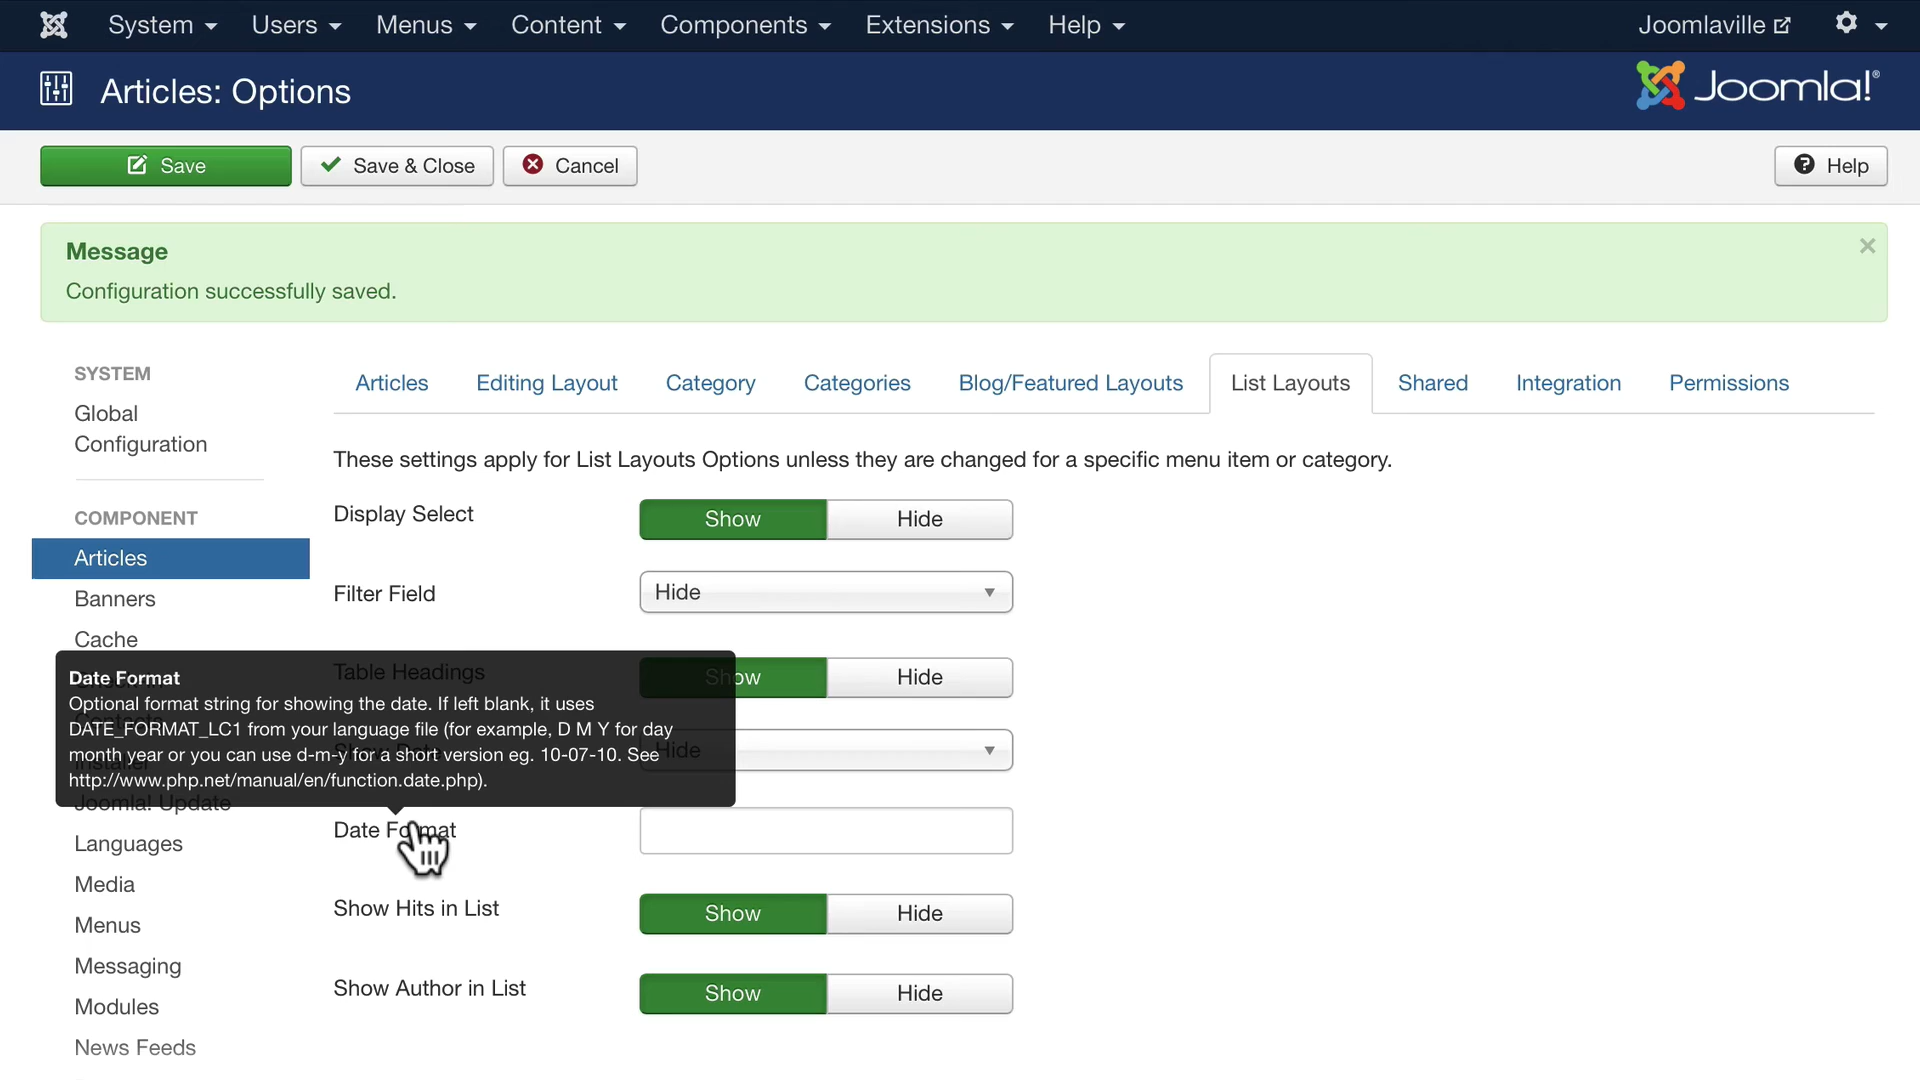 System Users Menus Content Components Extensions Help Joomlaville
Articles: Options
Joomla!®
Save Save & Close Cancel Help
Message
Configuration successfully saved.
SYSTEM
Global
Configuration
COMPONENT
Articles
Banners
Cache
Joomla! Update
Languages
Media
Menus
Messaging
Modules
News Feeds
Articles Editing Layout Category Categories Blog/Featured Layouts List Layouts Shared Integration Permissions
These settings apply for List Layouts Options unless they are changed for a specific menu item or category.
Display Select Show Hide
Filter Field Hide
Table Headings Show Hide
Hide
Date Format
Optional format string for showing the date. If left blank, it uses
DATE_FORMAT_LC1 from your language file (for example, D M Y for day
month year or you can use d-m-y for a short version eg. 10-07-10. See
http://www.php.net/manual/en/function.date.php).
Date Format
Show Hits in List Show Hide
Show Author in List Show Hide